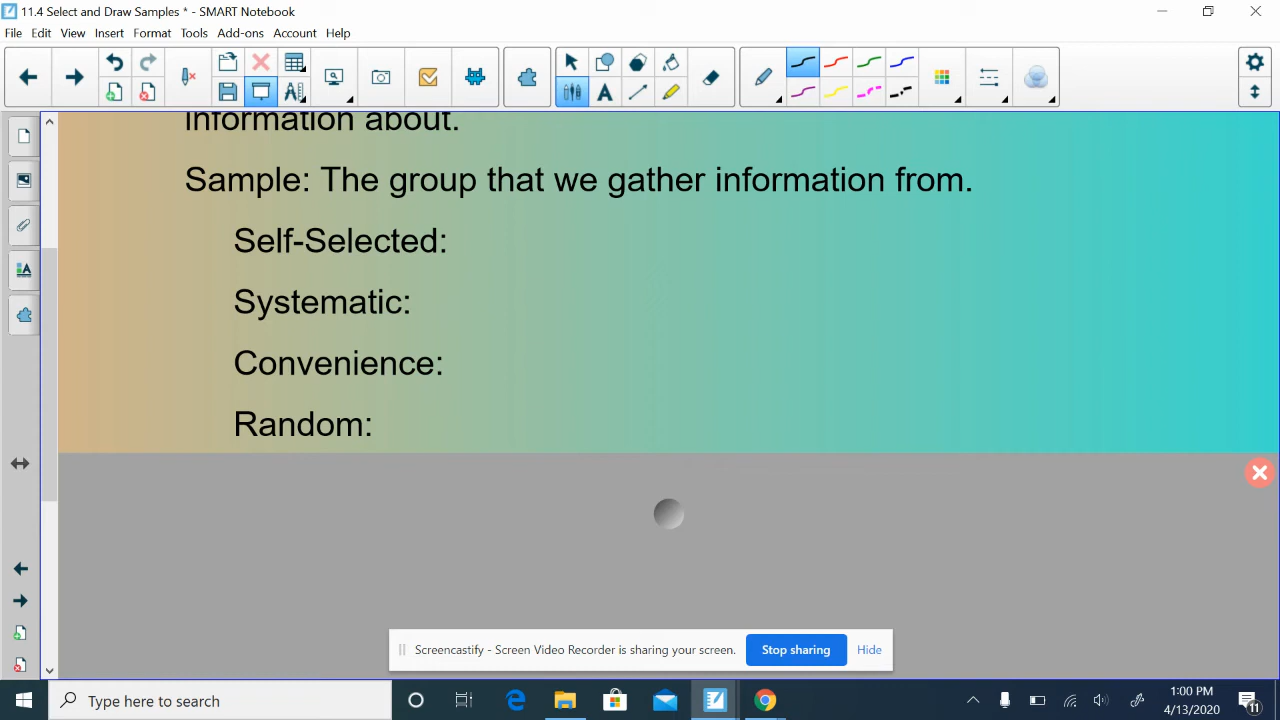 11.4 Select and Draw Samples * - SMART Notebook
File Edit View Insert Format Tools Add-ons Account Help
information about.
Sample: The group that we gather information from.
Self-Selected:
Systematic:
Convenience:
Random:
Screencastify - Screen Video Recorder is sharing your screen. Stop sharing Hide
Type here to search
1:00 PM
4/13/2020
11